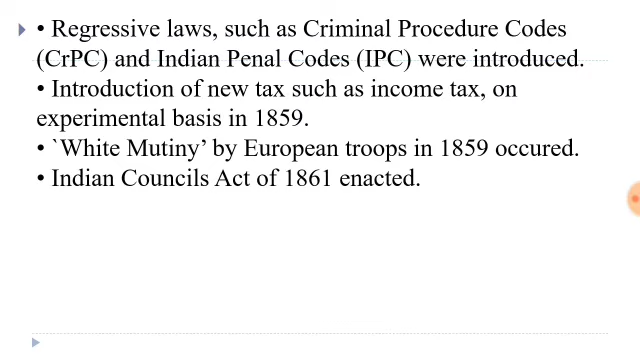 • Regressive laws, such as Criminal Procedure Codes
(CrPC) and Indian Penal Codes (IPC) were introduced.
• Introduction of new tax such as income tax, on
experimental basis in 1859.
• `White Mutiny’ by European troops in 1859 occured.
• Indian Councils Act of 1861 enacted.